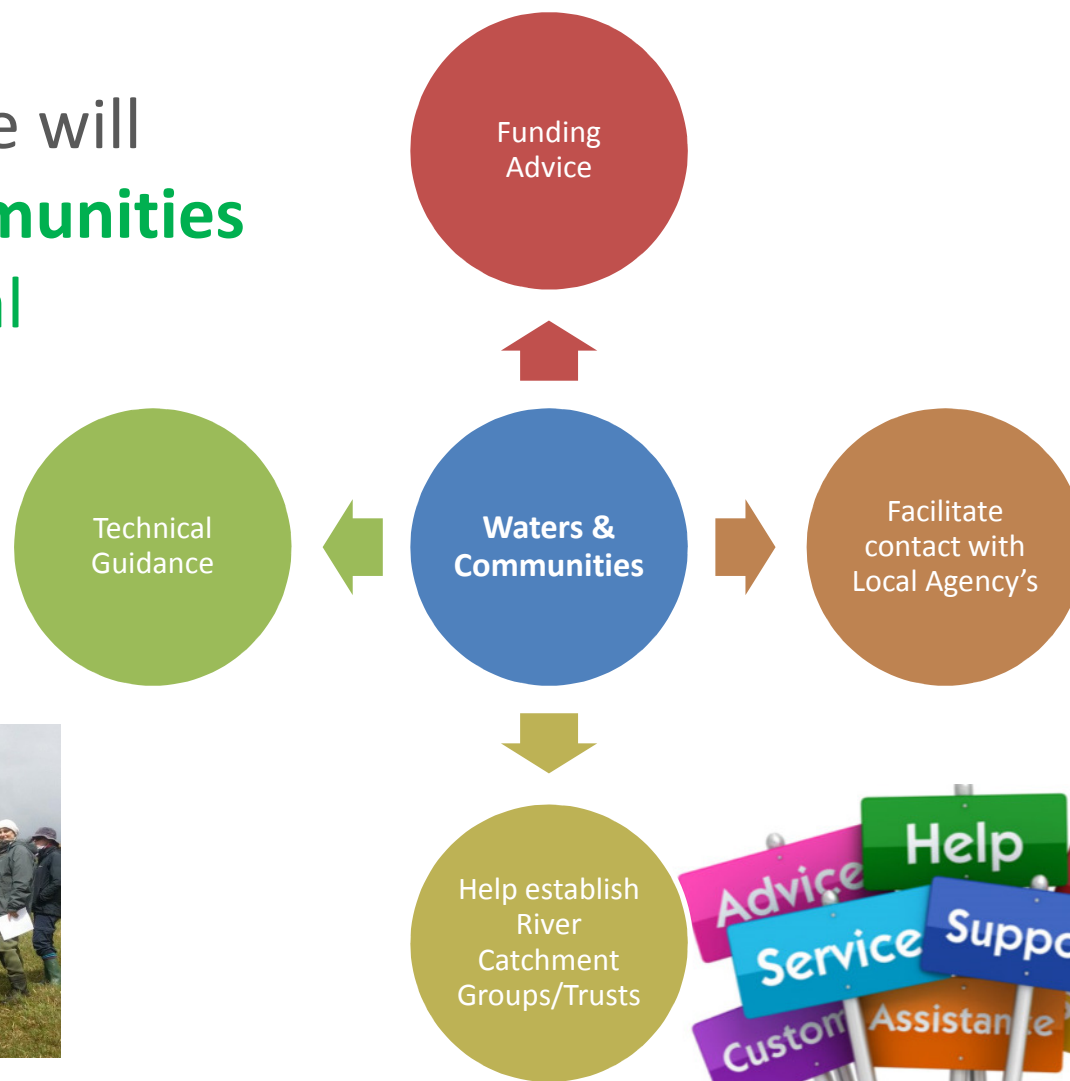 e will
munities
l
Funding
Advice
Technical
Guidance
Waters &
Communities
Facilitate
contact with
Local Agency's
Help establish
River
Catchment
Groups/Trusts
Advice
Help
Service
Suppo
Custom
Assistan e